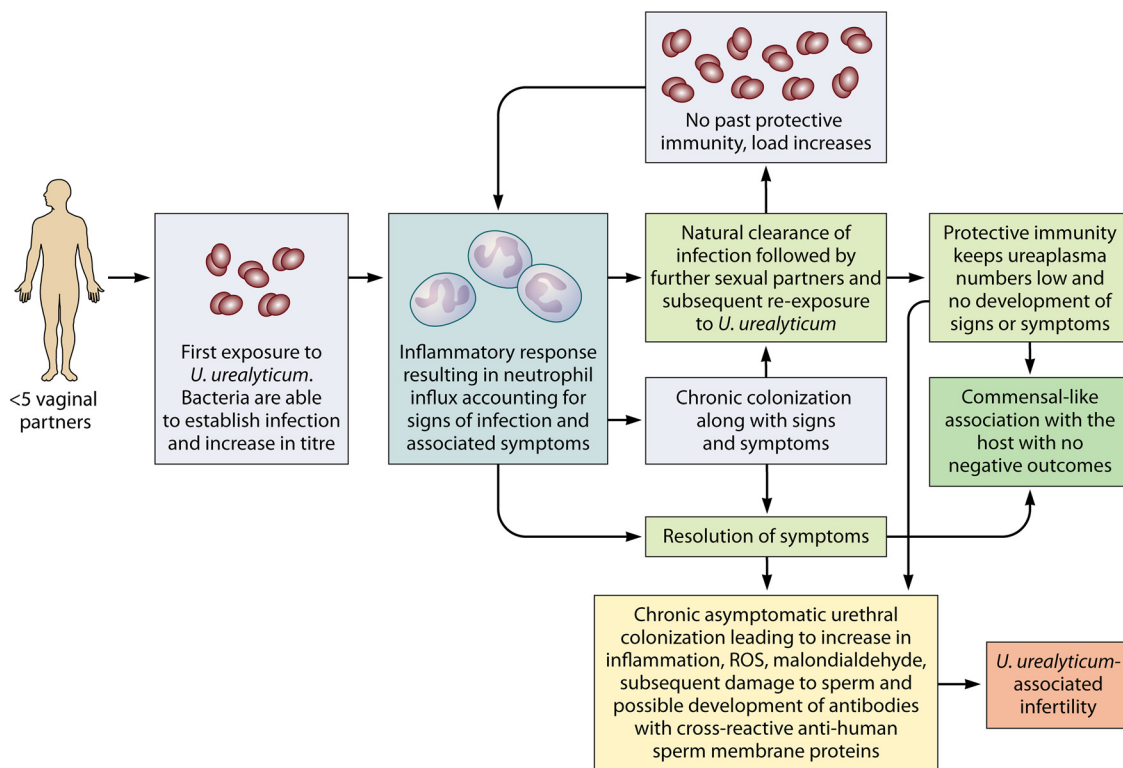 No past protective
immunity, load increases
<5 vaginal
partners
First exposure to
U. urealyticum.
Bacteria are able
to establish infection
and increase in titre
Inflammatory response
resulting in neutrophil
influx accounting for
signs of infection and
associated symptoms
Natural clearance of
infection followed by
further sexual partners and
subsequent re-exposure
to U. urealyticum
Protective immunity
keeps ureaplasma
numbers low and
no development of
signs or symptoms
Chronic colonization
along with signs
and symptoms
Commensal-like
association with the
host with no
negative outcomes
Resolution of symptoms
Chronic asymptomatic urethral
colonization leading to increase in
inflammation, ROS, malondialdehyde,
subsequent damage to sperm and
possible development of antibodies
with cross-reactive anti-human
sperm membrane proteins
U. urealyticum-
associated
infertility